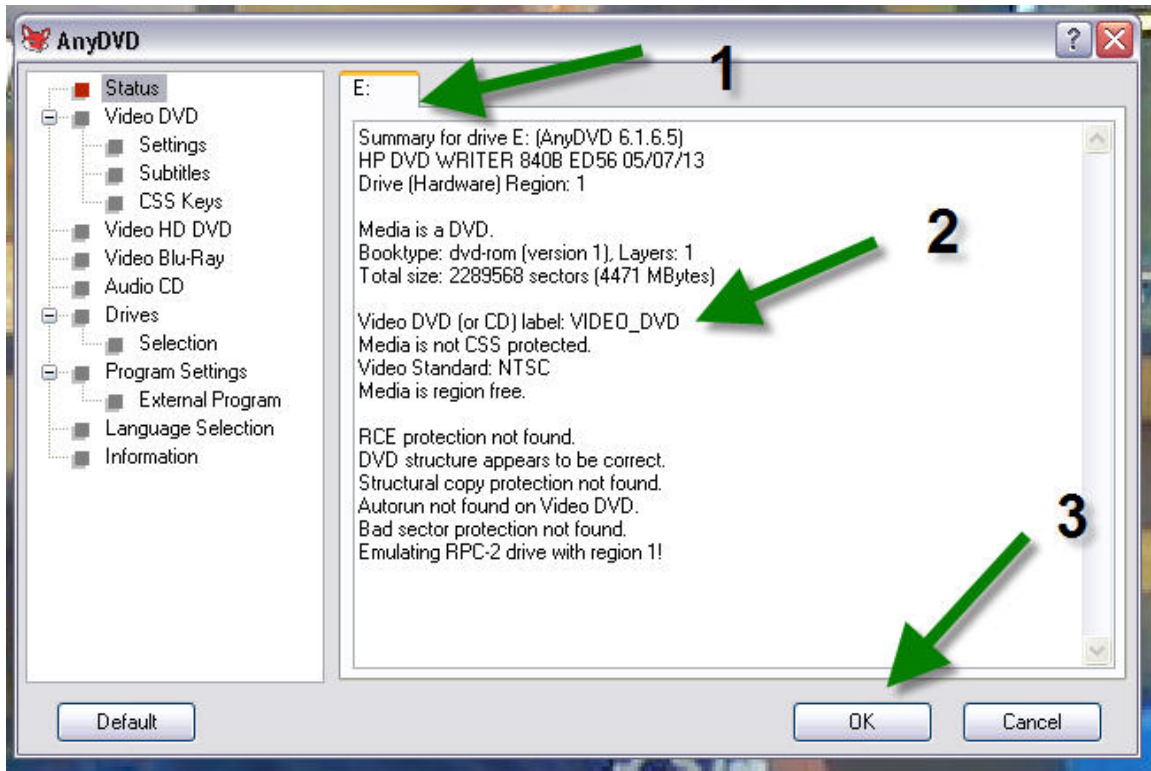 AnyDVD
?
1
Status
Video DVD
Settings
Subtitles
CSS Keys
Video HD DVD
Video Blu-Ray
Audio CD
Drives
Selection
Program Settings
External Program
Language Selection
Information
E:
Summary for drive E: (AnyDVD 6.1.6.5)
HP DVD WRITER 840B ED56 05/07/13
Drive (Hardware) Region: 1
2
Media is a DVD.
Booktype: dvd-rom (version 1), Layers: 1
Total size: 2289568 sectors (4471 MBytes)
Video DVD (or CD) label: VIDEO_DVD
Media is not CSS protected.
Video Standard: NTSC
Media is region free.
RCE protection not found.
DVD structure appears to be correct.
Structural copy protection not found.
Autorun not found on Video DVD.
Bad sector protection not found.
Emulating RPC-2 drive with region 1!
3
Default
OK
Cancel